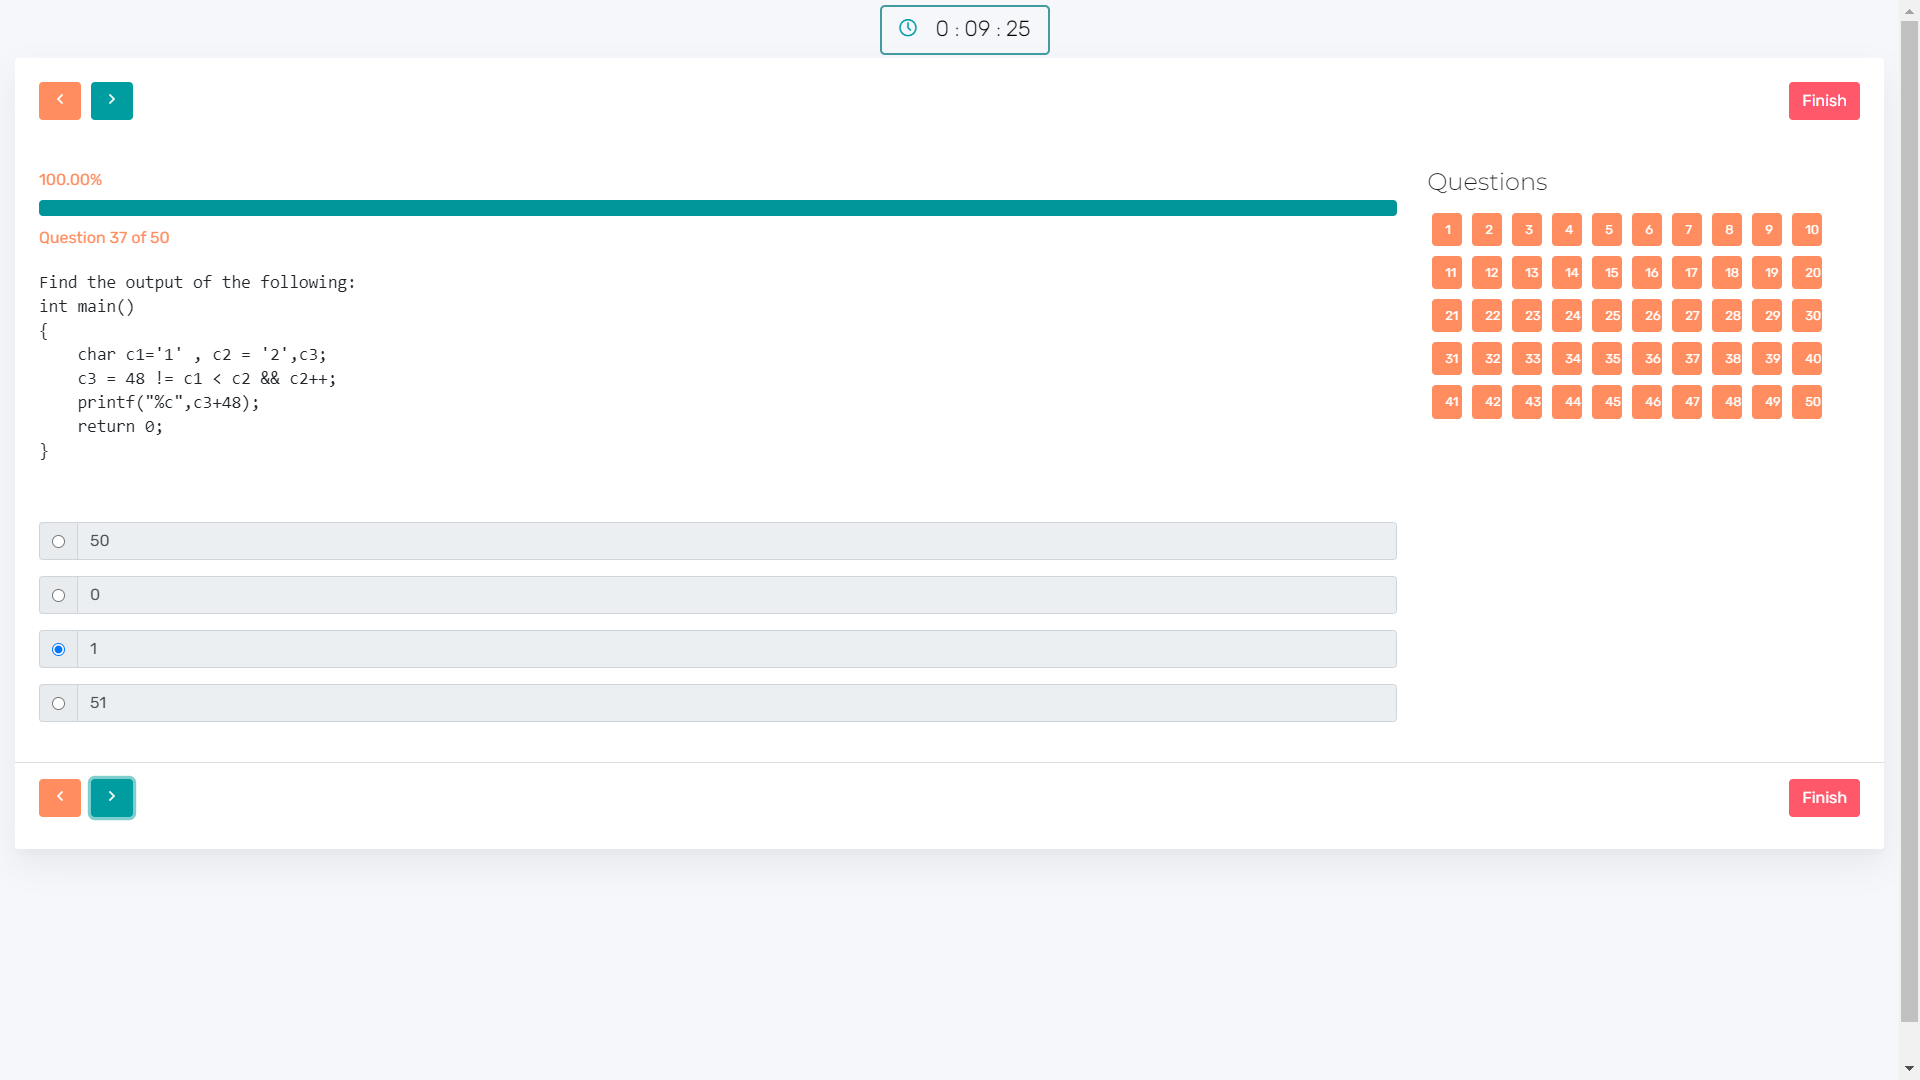 0 : 09 : 25
Finish
100.00%
Question 37 of 50
Find the output of the following:
int main()
{
    char c1='1' , c2 = '2',c3;
    c3 = 48 != c1 < c2 && c2++;
    printf("%c",c3+48);
    return 0;
}
50
0
1
51
Questions
1 2 3 4 5 6 7 8 9 10
11 12 13 14 15 16 17 18 19 20
21 22 23 24 25 26 27 28 29 30
31 32 33 34 35 36 37 38 39 40
41 42 43 44 45 46 47 48 49 50
Finish